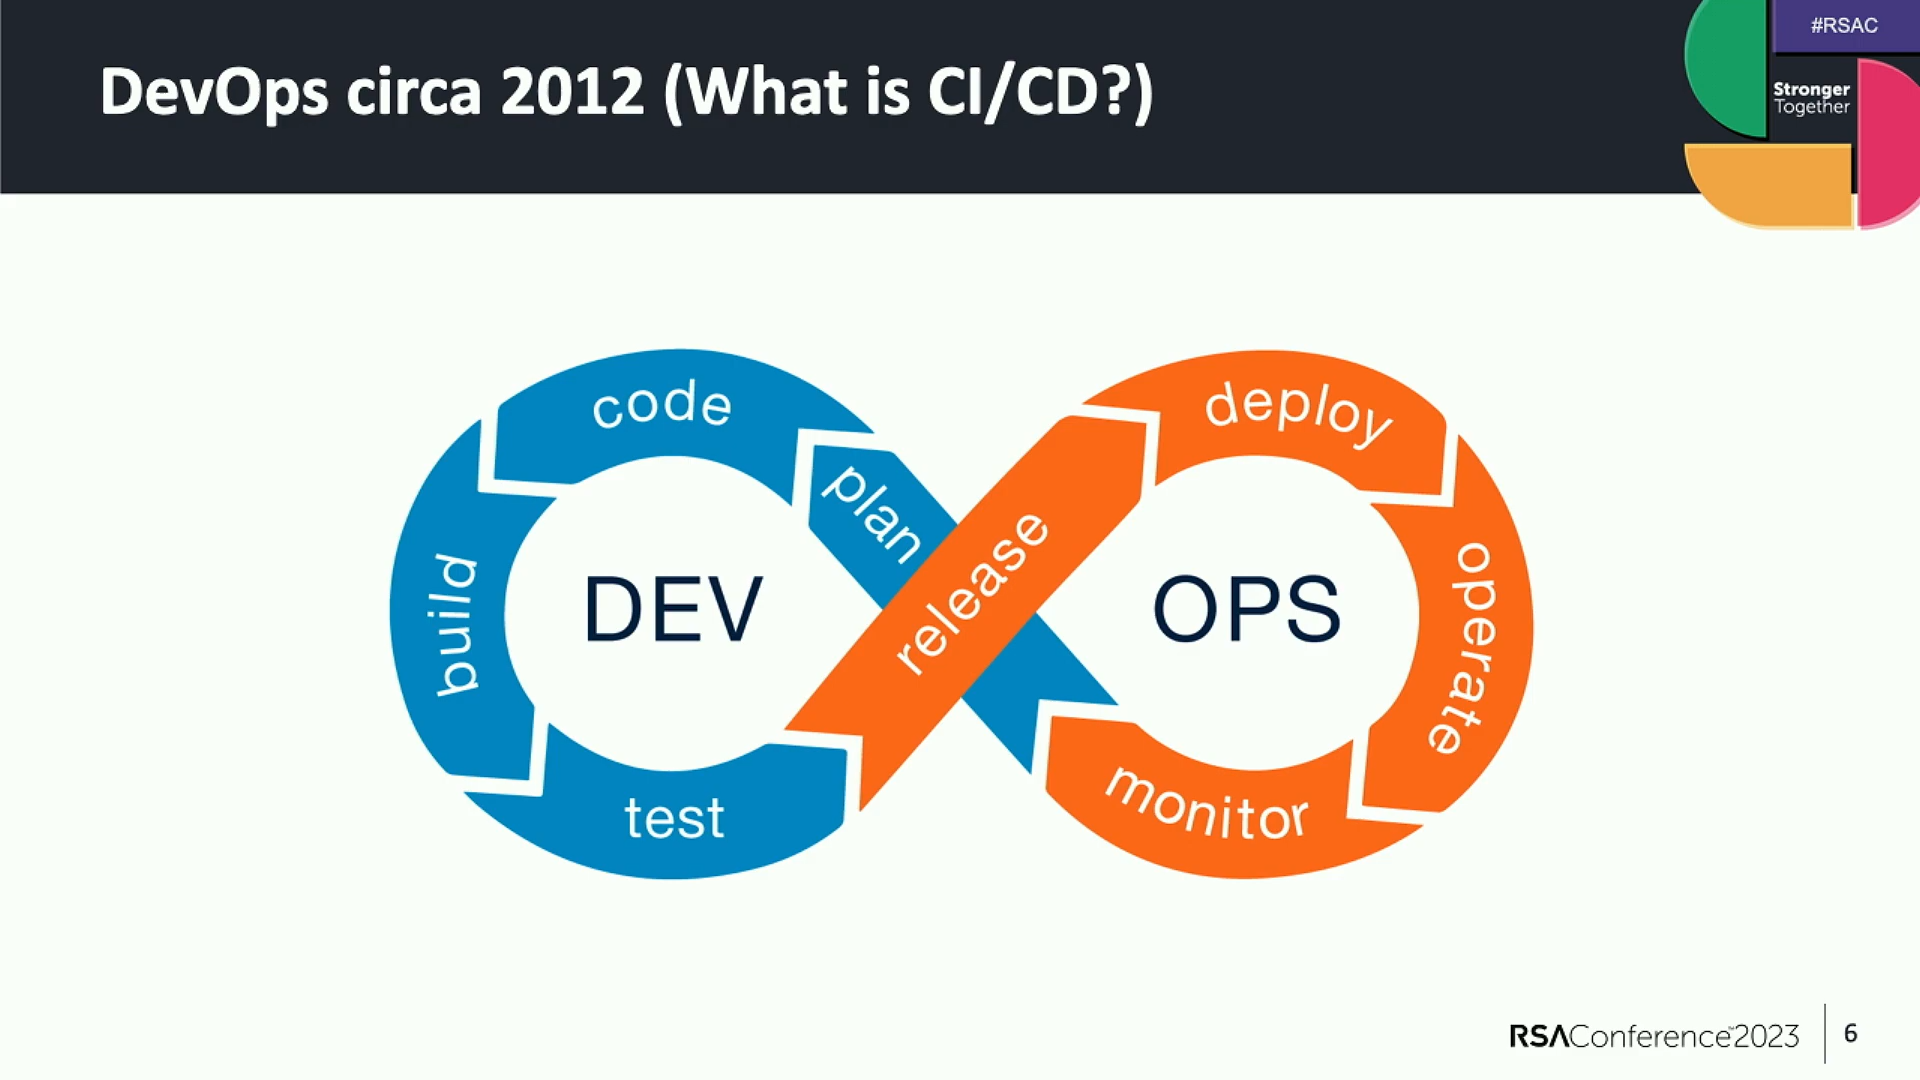 #RSAC
DevOps circa 2012 (What is CI/CD?)
Stronger
Together
code
plan
build
DEV
test
release
deploy
OPS
operate
monitor
RSAConference™2023
6